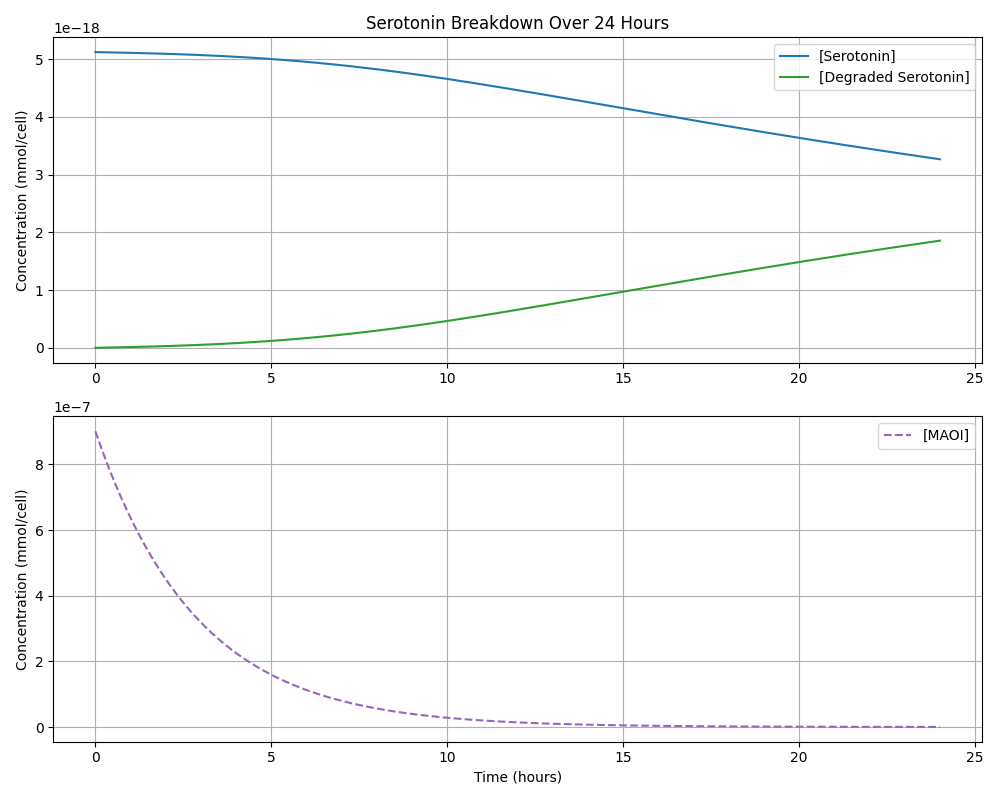 Serotonin Breakdown Over 24 Hours
1e−18
[Serotonin]
[Degraded Serotonin]
Concentration (mmol/cell)
5
4
3
2
1
0
0 5 10 15 20 25
1e−7
[MAOI]
Concentration (mmol/cell)
8
6
4
2
0
0 5 10 15 20 25
Time (hours)